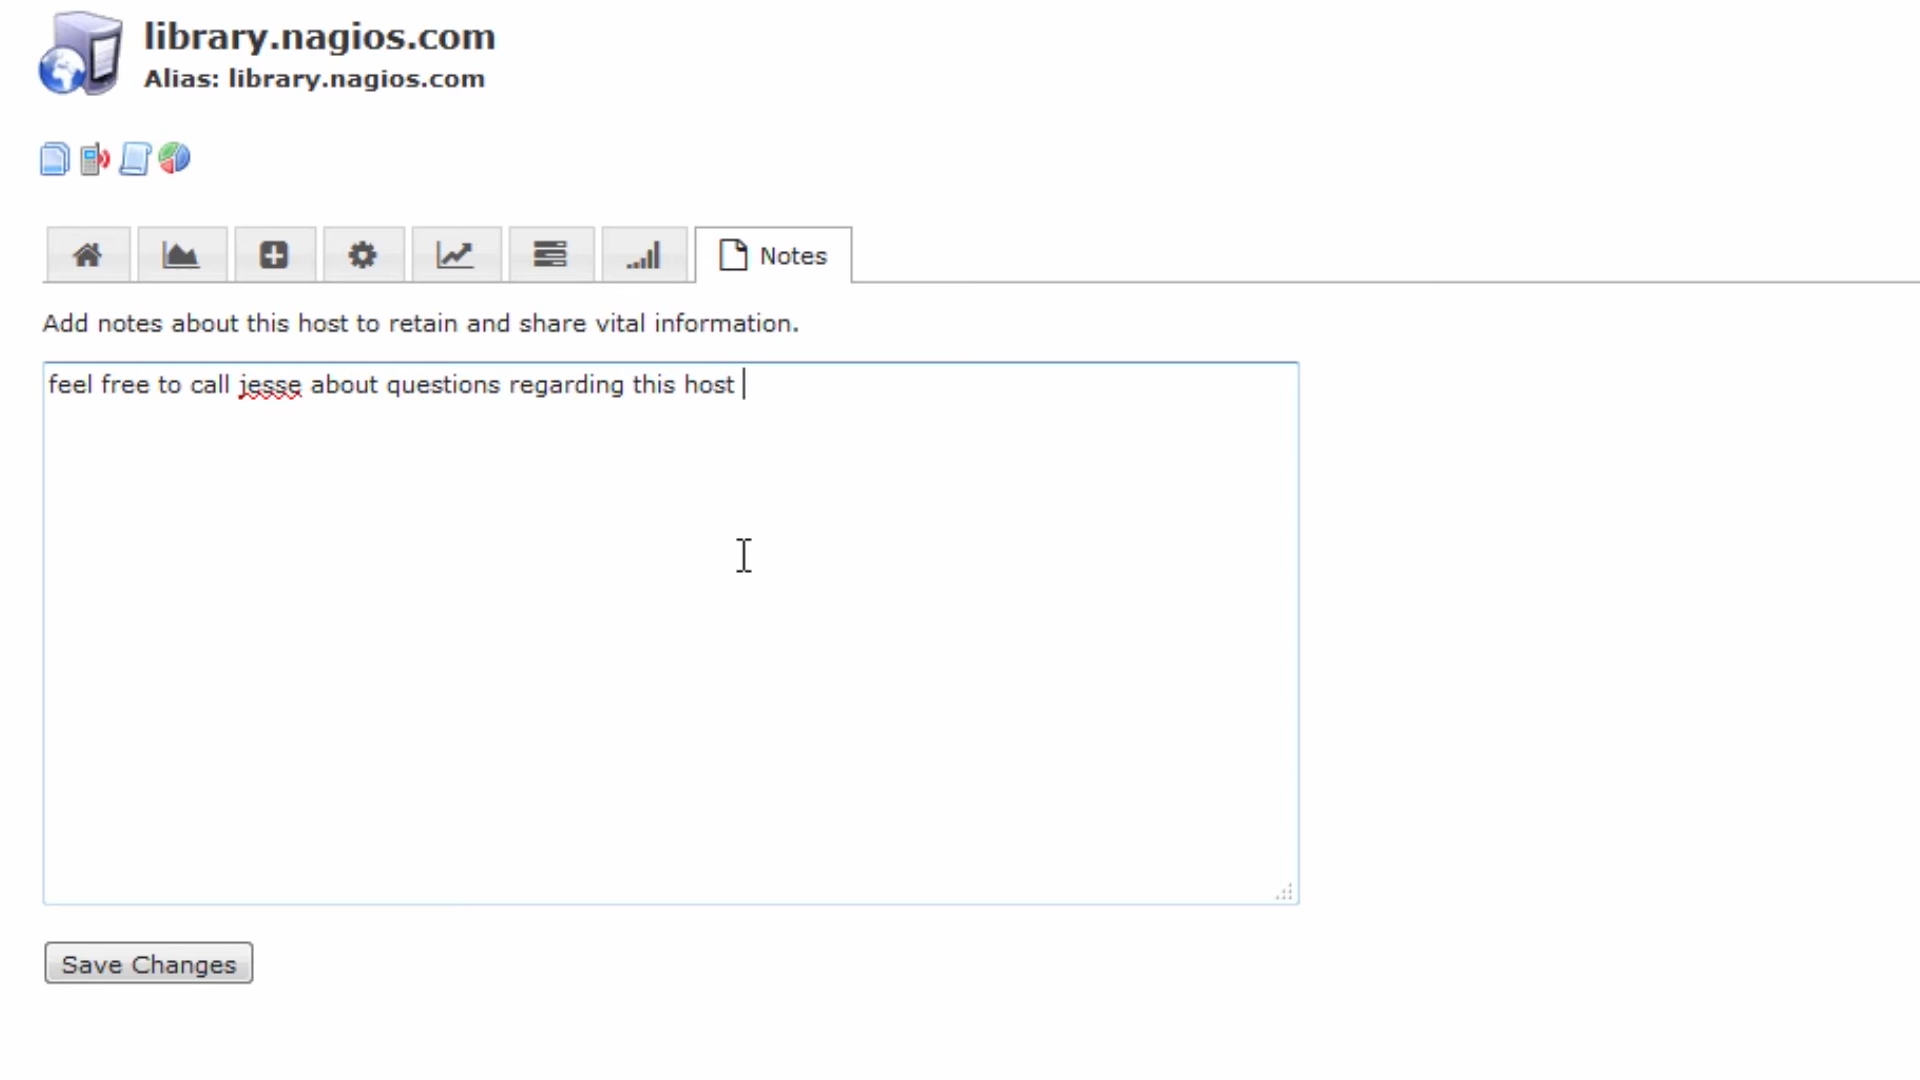 library.nagios.com
Alias: library.nagios.com
Notes
Add notes about this host to retain and share vital information.
feel free to call jesse about questions regarding this host
Save Changes